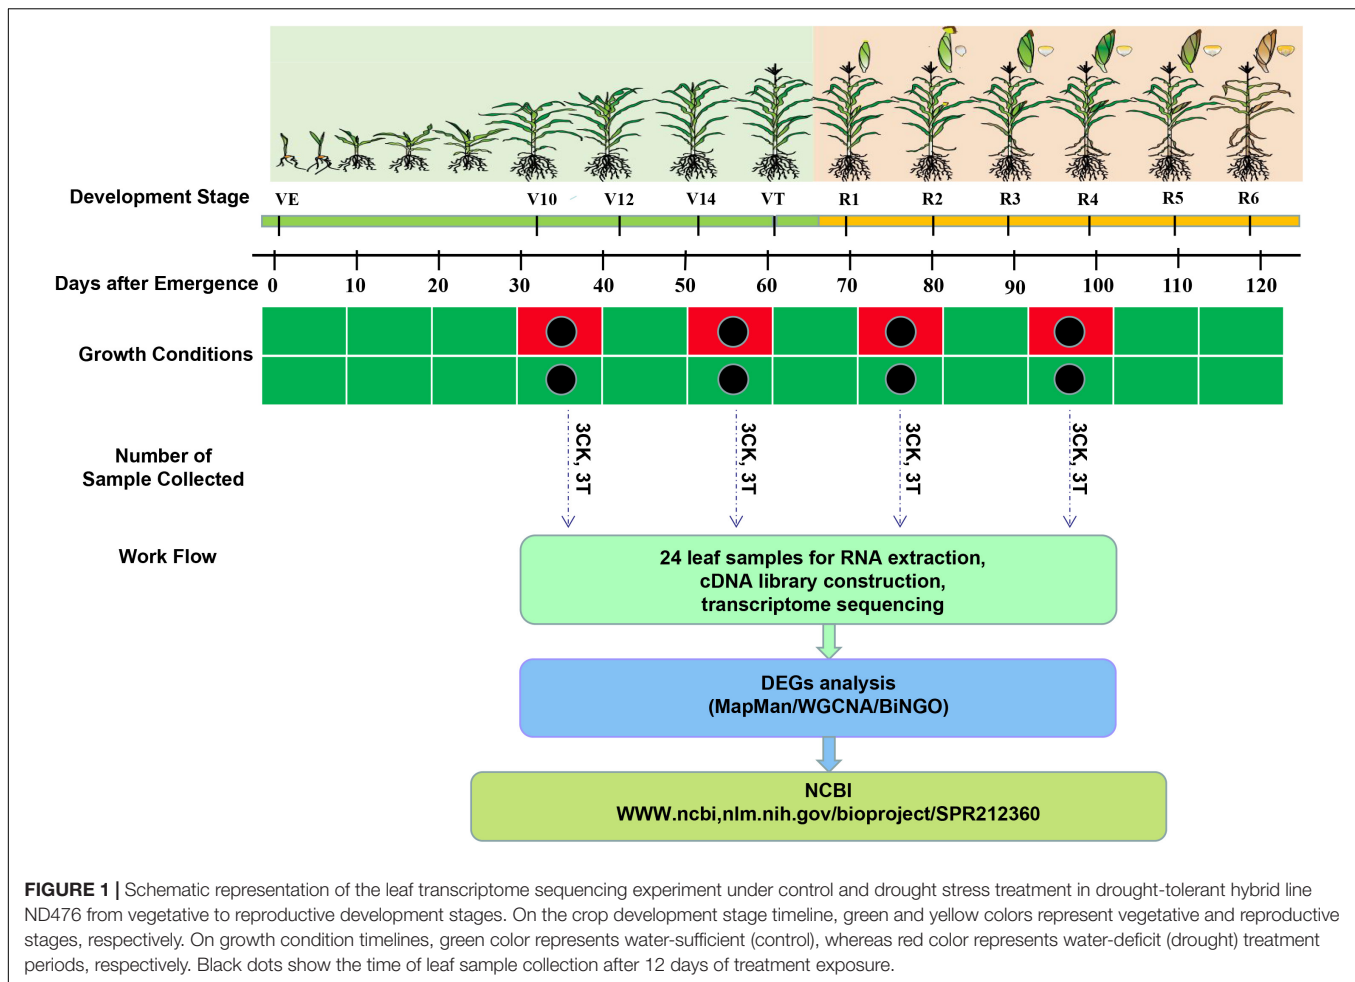 Development Stage
VE V10 V12 V14 VT R1 R2 R3 R4 R5 R6
Days after Emergence 0 10 20 30 40 50 60 70 80 90 100 110 120
Growth Conditions
Number of
Sample Collected
3CK, 3T 3CK, 3T 3CK, 3T 3CK, 3T
Work Flow
24 leaf samples for RNA extraction,
cDNA library construction,
transcriptome sequencing
DEGs analysis
(MapMan/WGCNA/BiNGO)
NCBI
WWW.ncbi,nlm.nih.gov/bioproject/SPR212360
FIGURE 1 | Schematic representation of the leaf transcriptome sequencing experiment under control and drought stress treatment in drought-tolerant hybrid line
ND476 from vegetative to reproductive development stages. On the crop development stage timeline, green and yellow colors represent vegetative and reproductive
stages, respectively. On growth condition timelines, green color represents water-sufficient (control), whereas red color represents water-deficit (drought) treatment
periods, respectively. Black dots show the time of leaf sample collection after 12 days of treatment exposure.